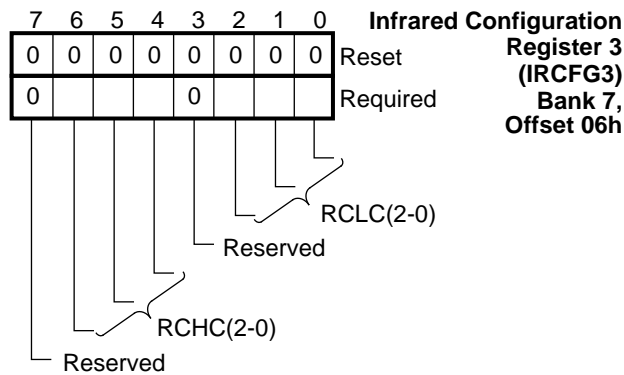 7 6 5 4 3 2 1 0 Infrared Configuration
Register 3
(IRCFG3)
Bank 7,
Offset 06h
0 0 0 0 0 0 0 0 Reset
0 0 Required
RCLC(2-0)
Reserved
RCHC(2-0)
Reserved